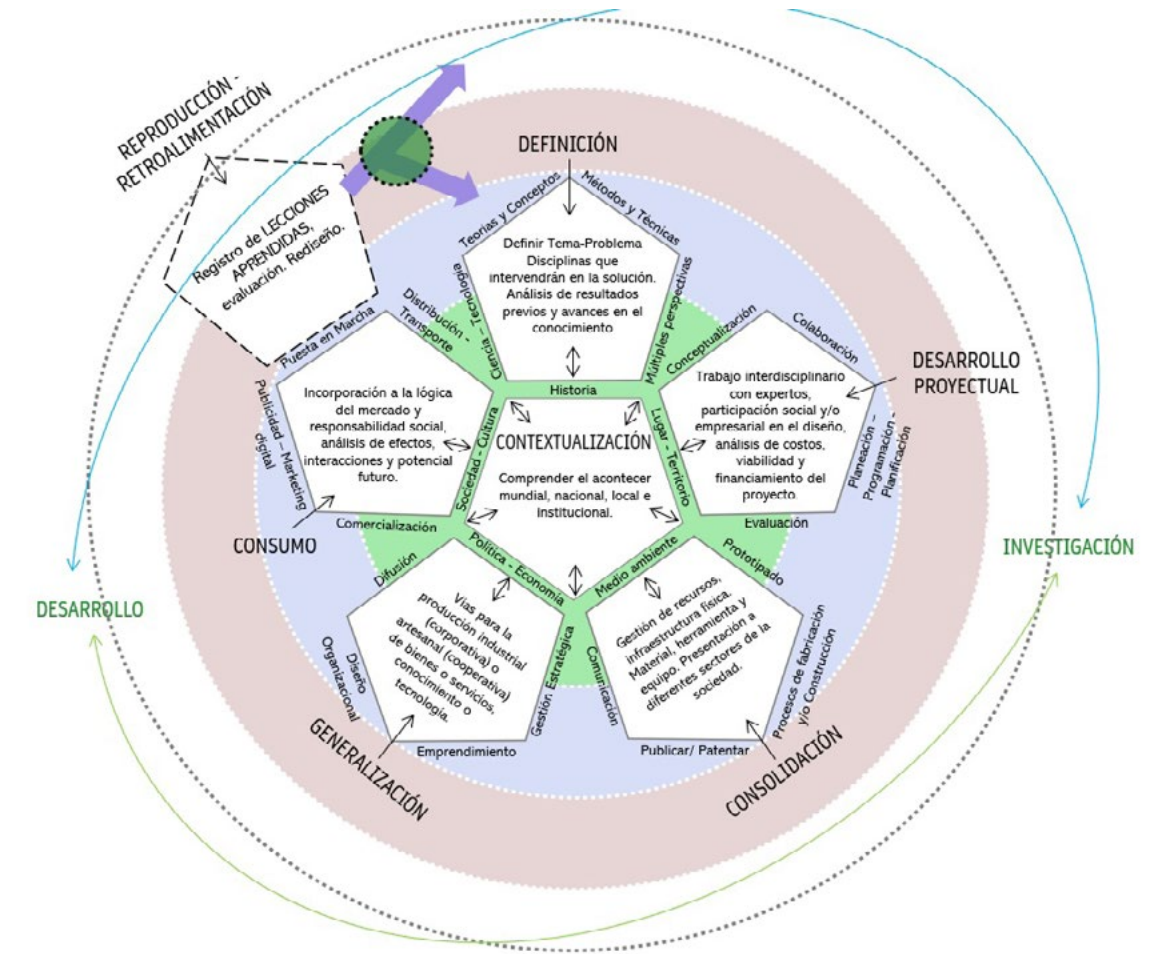 REPRODUCCIÓN -
RETROALIMENTACIÓN
Registro de LECCIONES
APRENDIDAS,
evaluación. Rediseño.
DEFINICIÓN
Teorías y Conceptos
Métodos y Técnicas
Ciencia – Tecnología
Múltiples perspectivas
Definir Tema-Problema
Disciplinas que
intervendrán en la solución.
Análisis de resultados
previos y avances en el
conocimiento
Historia
Conceptualización
Colaboración
DESARROLLO
PROYECTUAL
Trabajo interdisciplinario
con expertos,
participación social y/o
empresarial en el diseño,
análisis de costos,
viabilidad y
financiamiento del
proyecto.
Planeación –
Programación -
Planificación
Evaluación
Lugar - Territorio
CONTEXTUALIZACIÓN
Comprender el acontecer
mundial, nacional, local e
institucional.
Sociedad - Cultura
Distribución -
Transporte
Puesta en Marcha
Publicidad – Marketing
digital
Incorporación a la lógica
del mercado y
responsabilidad social,
análisis de efectos,
interacciones y potencial
futuro.
CONSUMO
Comercialización
Política - Economía
Medio ambiente
Prototipado
Gestión de recursos,
infraestructura física.
Material, herramienta y
equipo. Presentación a
diferentes sectores de la
sociedad.
Comunicación
Procesos de fabricación
y/o Construcción
Publicar/ Patentar
CONSOLIDACIÓN
Difusión
Vías para la
producción industrial
(corporativa) o
artesanal (cooperativa)
de bienes o servicios,
conocimiento o
tecnología.
Diseño
Organizacional
Gestión Estratégica
Emprendimiento
GENERALIZACIÓN
DESARROLLO
INVESTIGACIÓN